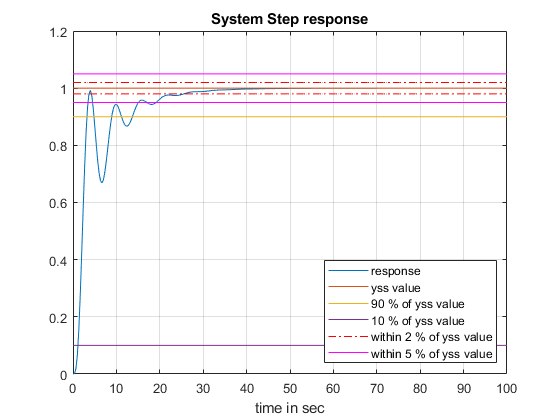 System Step response
1.2
1
0.8
0.6
0.4
0.2
0
0 10 20 30 40 50 60 70 80 90 100
time in sec
response
yss value
90 % of yss value
10 % of yss value
within 2 % of yss value
within 5 % of yss value